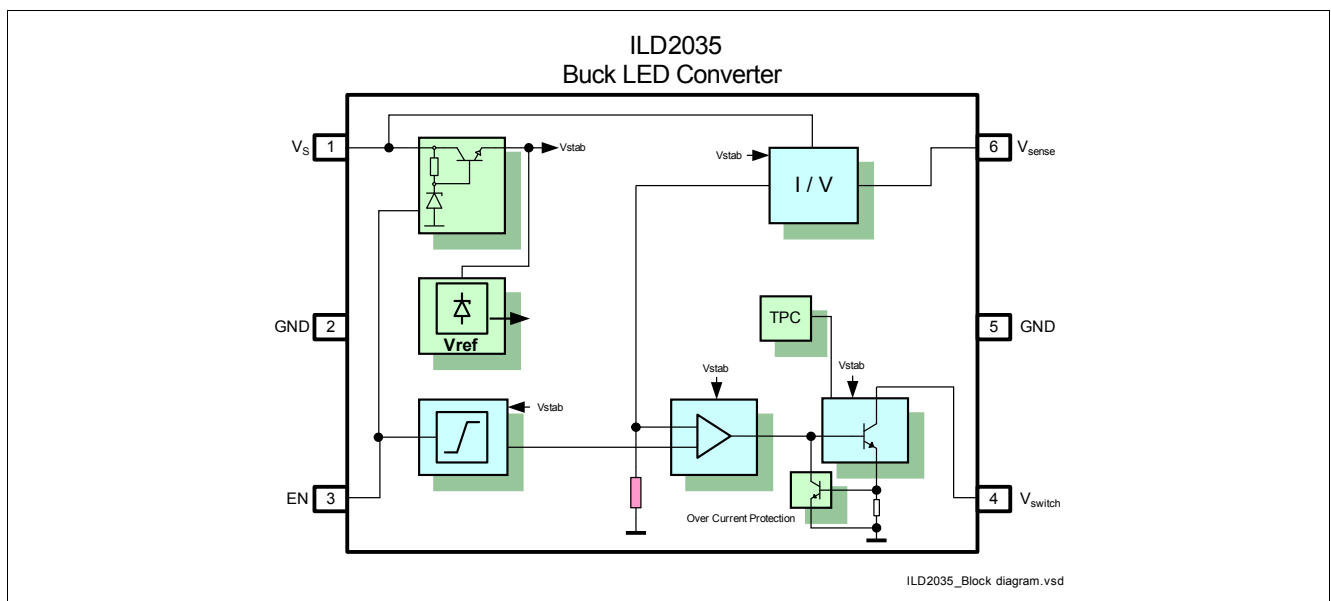 ILD2035
Buck LED Converter
VS 1
Vstab
Vstab
I / V
6 Vsense
GND 2
Vref
TPC
5 GND
Vstab
Vstab
Vstab
EN 3
Over Current Protection
4 Vswitch
ILD2035_Block diagram.vsd